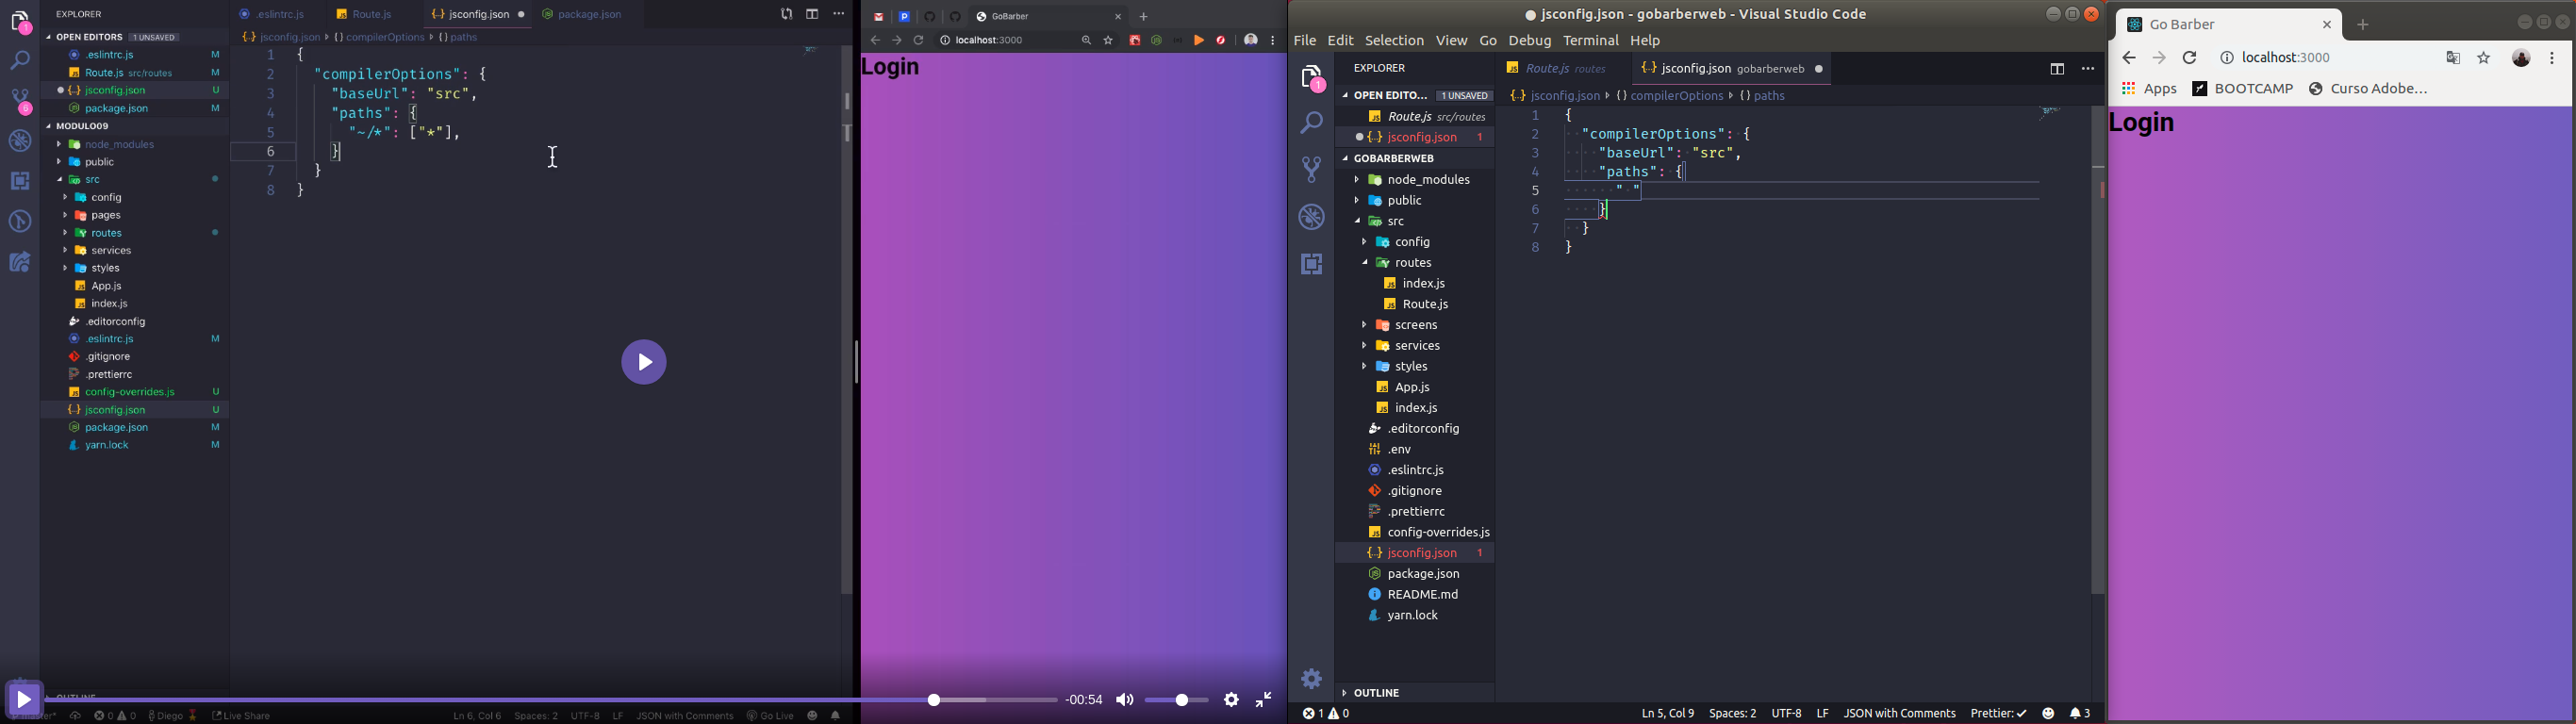 EXPLORER
OPEN EDITORS 1 UNSAVED
.eslintrc.js M
Route.js src/routes M
jsconfig.json U
package.json M
MODULO09
node_modules
public
src
config
pages
routes
services
styles
App.js
index.js
.editorconfig
.eslintrc.js M
.gitignore
.prettierrc
config-overrides.js U
jsconfig.json U
package.json M
yarn.lock M
OUTLINE
1
6
.eslintrc.js Route.js jsconfig.json package.json
jsconfig.json compilerOptions paths
1 {
2 "compilerOptions": {
3 "baseUrl": "src",
4 "paths": {
5 "~/*": ["*"],
6 }
7 }
8 }
0 0 Diego Live Share Ln 6, Col 6 Spaces: 2 UTF-8 LF JSON with Comments Go Live
GoBarber
localhost:3000
Login
-00:54
jsconfig.json - gobarberweb - Visual Studio Code
File Edit Selection View Go Debug Terminal Help
1
EXPLORER
OPEN EDITO... 1 UNSAVED
Route.js src/routes
jsconfig.json 1
GOBARBERWEB
node_modules
public
src
config
routes
index.js
Route.js
screens
services
styles
App.js
index.js
.editorconfig
.env
.eslintrc.js
.gitignore
.prettierrc
config-overrides.js
jsconfig.json 1
package.json
README.md
yarn.lock
OUTLINE
Route.js routes jsconfig.json gobarberweb
jsconfig.json compilerOptions paths
1 {
2 "compilerOptions": {
3 "baseUrl": "src",
4 "paths": {
5 " "
6 }
7 }
8 }
1 0 Ln 5, Col 9 Spaces: 2 UTF-8 LF JSON with Comments Prettier: ✓ 3
Go Barber
localhost:3000
Apps BOOTCAMP Curso Adobe...
Login